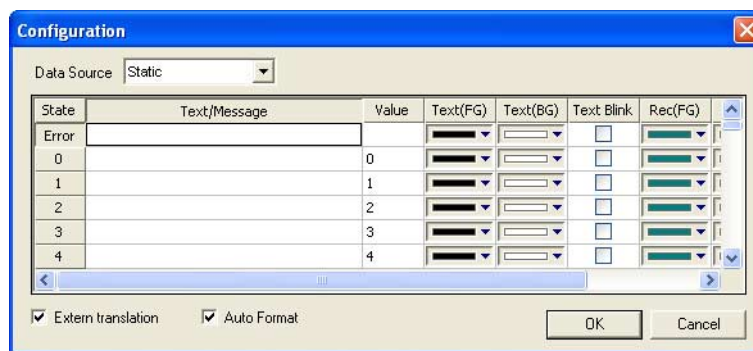 Configuration
Data Source Static
State Text/Message Value Text(FG) Text(BG) Text Blink Rec(FG)
Error
0 0
1 1
2 2
3 3
4 4
Extern translation Auto Format OK Cancel